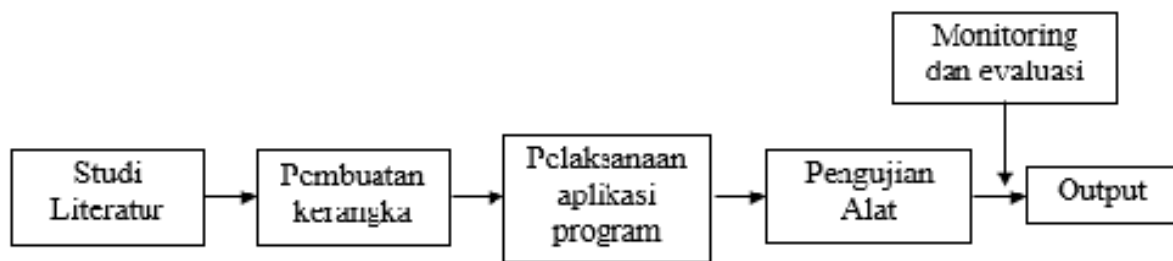 Monitoring
dan evaluasi
Studi
Literatur
Pembuatan
kerangka
Pelaksanaan
aplikasi
program
Pengujian
Alat
Output